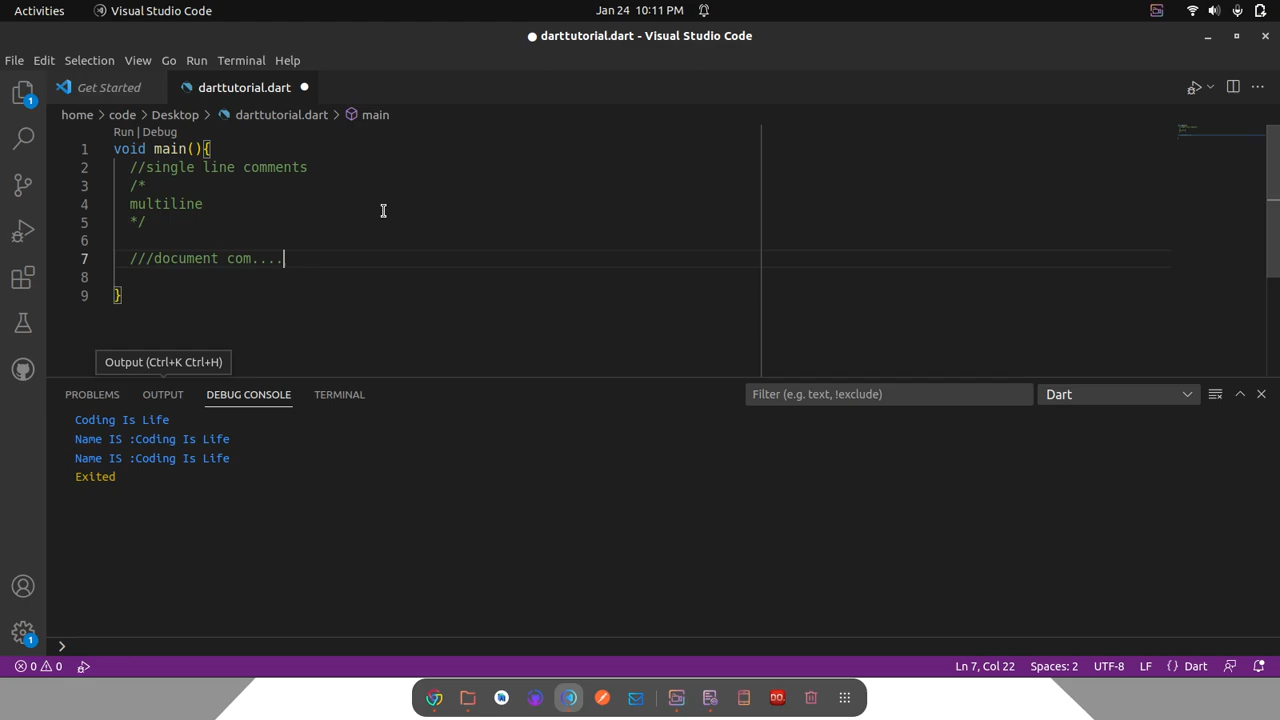 Activities Visual Studio Code Jan 24 10:11 PM
darttutorial.dart - Visual Studio Code
File Edit Selection View Go Run Terminal Help
Get Started darttutorial.dart
home > code > Desktop > darttutorial.dart > main
Run | Debug
1 void main(){
2 //single line comments
3 /*
4 multiline
5 */
6
7 ///document com....
8
9 }
Output (Ctrl+K Ctrl+H)
PROBLEMS OUTPUT DEBUG CONSOLE TERMINAL Filter (e.g. text, !exclude) Dart
Coding Is Life
Name IS :Coding Is Life
Name IS :Coding Is Life
Exited
1
1
0 0 Ln 7, Col 22 Spaces: 2 UTF-8 LF {} Dart